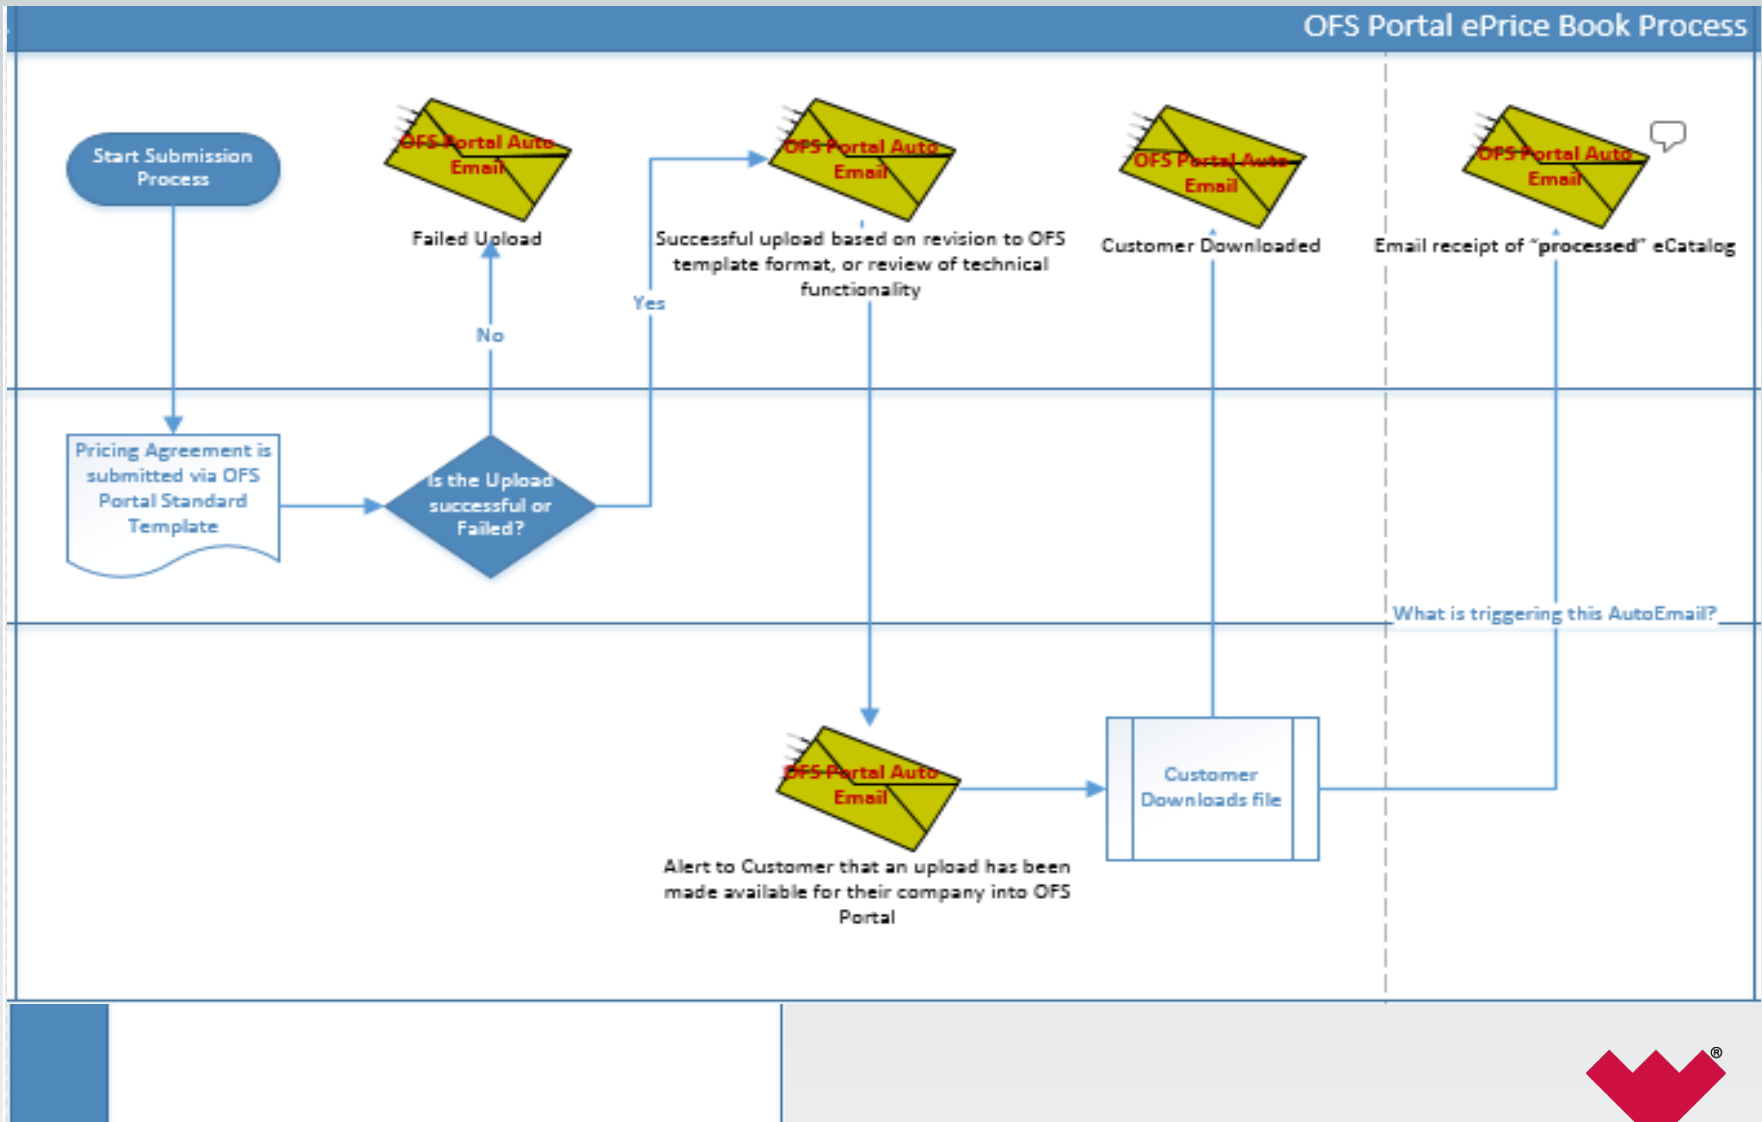 OFS Portal ePrice Book Process
Start Submission
Process
OFS Portal Auto
Email
Failed Upload
OFS Portal Auto
Email
Successful upload based on revision to OFS
template format, or review of technical
functionality
OFS Portal Auto
Email
Customer Downloaded
OFS Portal Auto
Email
Email receipt of “processed” eCatalog
No
Yes
Pricing Agreement is
submitted via OFS
Portal Standard
Template
Is the Upload
successful or
Failed?
What is triggering this AutoEmail?
OFS Portal Auto
Email
Alert to Customer that an upload has been
made available for their company into OFS
Portal
Customer
Downloads file
®